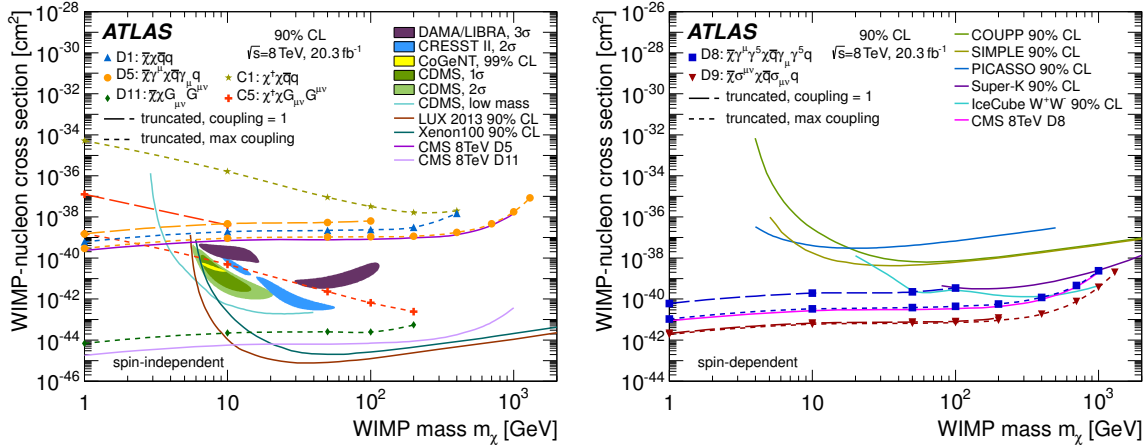 ATLAS 90% CL
√s=8 TeV, 20.3 fb⁻¹
D1: χ̄χq̄q
D5: χ̄γ^μχq̄γ_μq
D11: χ̄χG_μνG^μν
C1: χ†χq̄q
C5: χ†χG_μνG^μν
truncated, coupling = 1
truncated, max coupling
DAMA/LIBRA, 3σ
CRESST II, 2σ
CoGeNT, 99% CL
CDMS, 1σ
CDMS, 2σ
CDMS, low mass
LUX 2013 90% CL
Xenon100 90% CL
CMS 8TeV D5
CMS 8TeV D11
WIMP-nucleon cross section [cm²]
10⁻²⁸
10⁻³⁰
10⁻³²
10⁻³⁴
10⁻³⁶
10⁻³⁸
10⁻⁴⁰
10⁻⁴²
10⁻⁴⁴
10⁻⁴⁶
spin-independent
1 10 10² 10³
WIMP mass m_χ [GeV]
ATLAS 90% CL
√s=8 TeV, 20.3 fb⁻¹
D8: χ̄γ^μγ⁵χq̄γ_μγ⁵q
D9: χ̄σ^μνχq̄σ_μνq
truncated, coupling = 1
truncated, max coupling
COUPP 90% CL
SIMPLE 90% CL
PICASSO 90% CL
Super-K 90% CL
IceCube W⁺W⁻ 90% CL
CMS 8TeV D8
WIMP-nucleon cross section [cm²]
10⁻²⁶
10⁻²⁸
10⁻³⁰
10⁻³²
10⁻³⁴
10⁻³⁶
10⁻³⁸
10⁻⁴⁰
10⁻⁴²
10⁻⁴⁴
spin-dependent
1 10 10² 10³
WIMP mass m_χ [GeV]